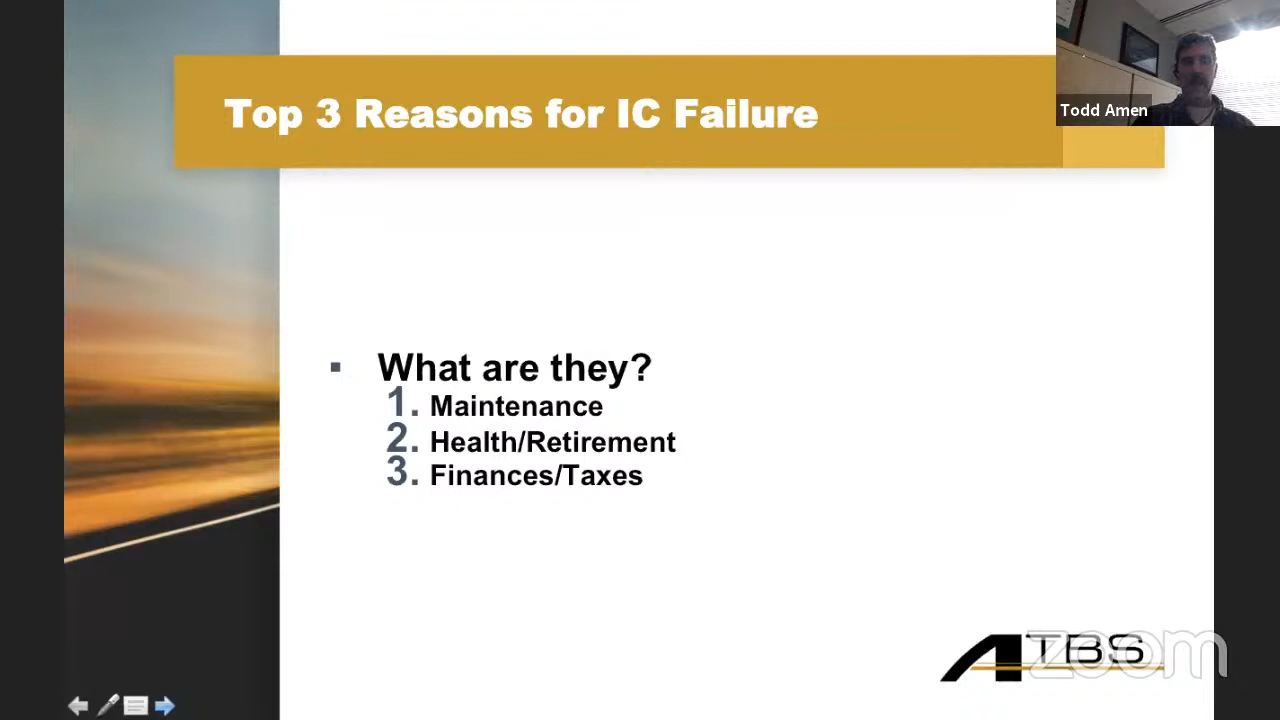 Top 3 Reasons for IC Failure
Todd Amen
▪ What are they?
1. Maintenance
2. Health/Retirement
3. Finances/Taxes
ATBS
zoom